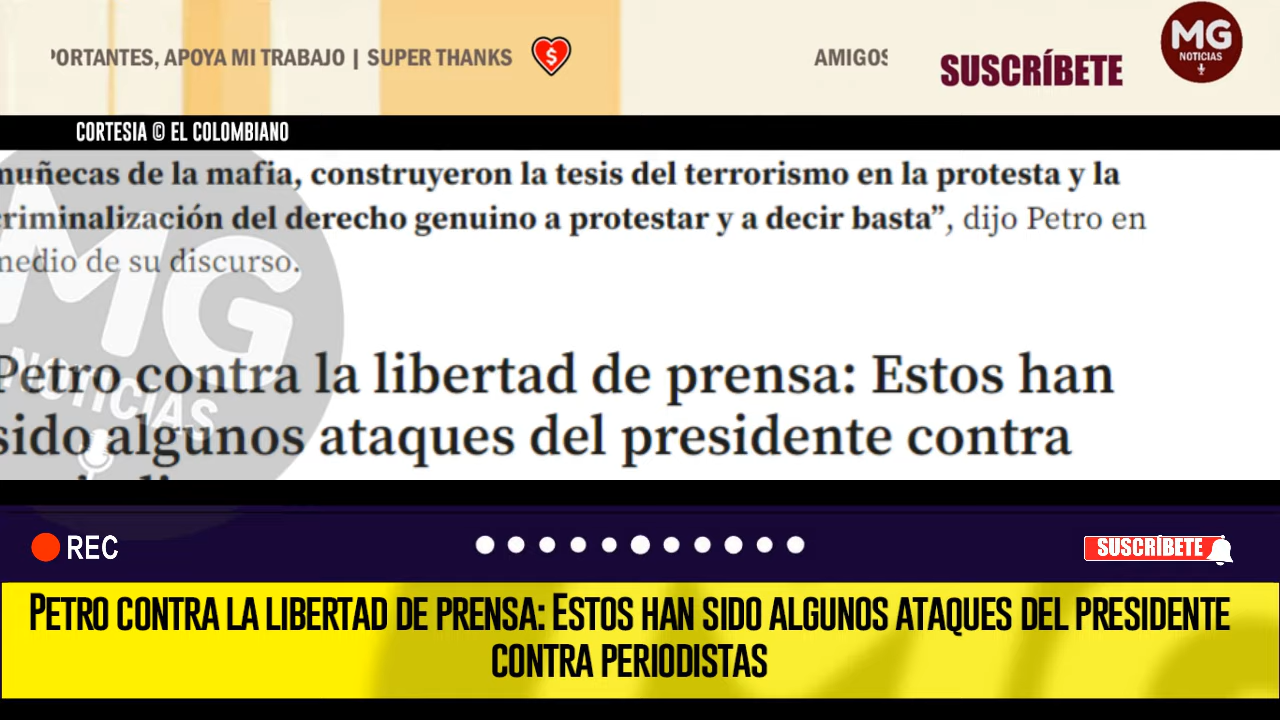 PORTANTES, APOYA MI TRABAJO | SUPER THANKS
AMIGOS
SUSCRÍBETE
MG
NOTICIAS
CORTESIA © EL COLOMBIANO
muñecas de la mafia, construyeron la tesis del terrorismo en la protesta y la
criminalización del derecho genuino a protestar y a decir basta”, dijo Petro en
medio de su discurso.
MG
NOTICIAS
Petro contra la libertad de prensa: Estos han
sido algunos ataques del presidente contra
REC
SUSCRÍBETE
PETRO CONTRA LA LIBERTAD DE PRENSA: ESTOS HAN SIDO ALGUNOS ATAQUES DEL PRESIDENTE
CONTRA PERIODISTAS